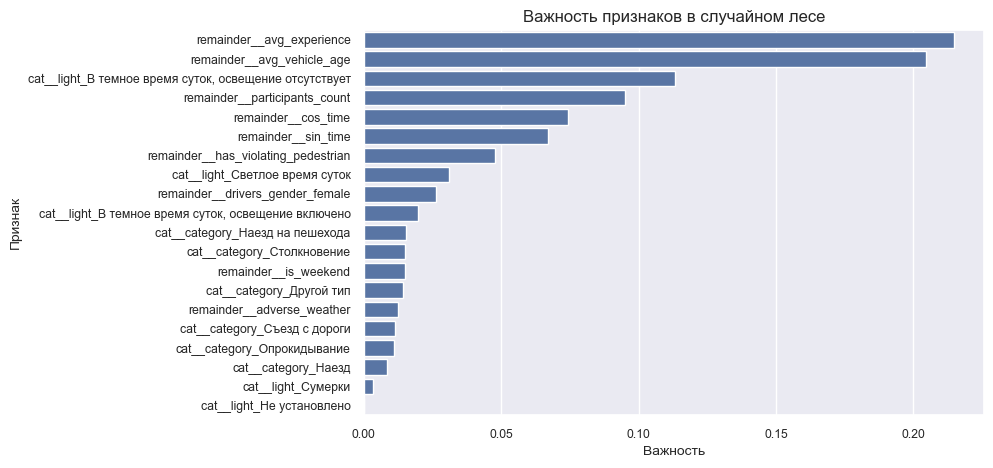 Важность признаков в случайном лесе
Признак
remainder__avg_experience
remainder__avg_vehicle_age
cat__light_В темное время суток, освещение отсутствует
remainder__participants_count
remainder__cos_time
remainder__sin_time
remainder__has_violating_pedestrian
cat__light_Светлое время суток
remainder__drivers_gender_female
cat__light_В темное время суток, освещение включено
cat__category_Наезд на пешехода
cat__category_Столкновение
remainder__is_weekend
cat__category_Другой тип
remainder__adverse_weather
cat__category_Съезд с дороги
cat__category_Опрокидывание
cat__category_Наезд
cat__light_Сумерки
cat__light_Не установлено
0.00 0.05 0.10 0.15 0.20
Важность